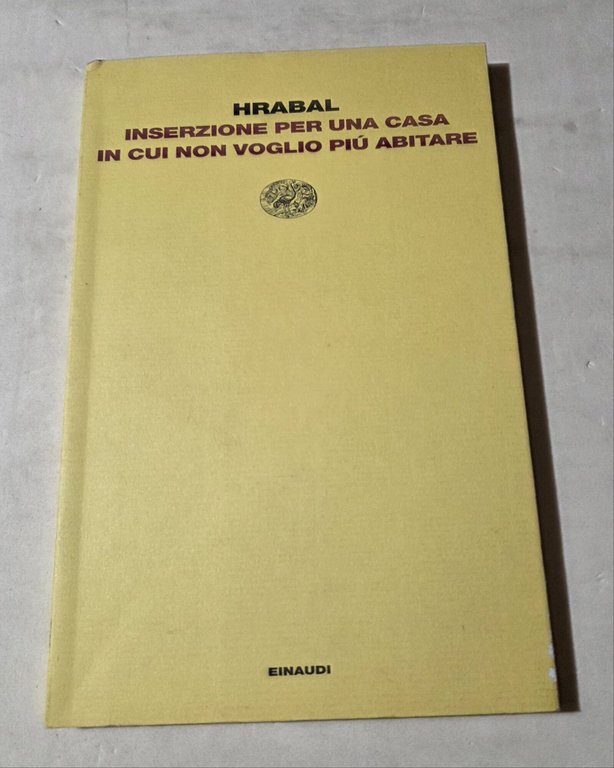 HRABAL
INSERZIONE PER UNA CASA
IN CUI NON VOGLIO PIÚ ABITARE
EINAUDI